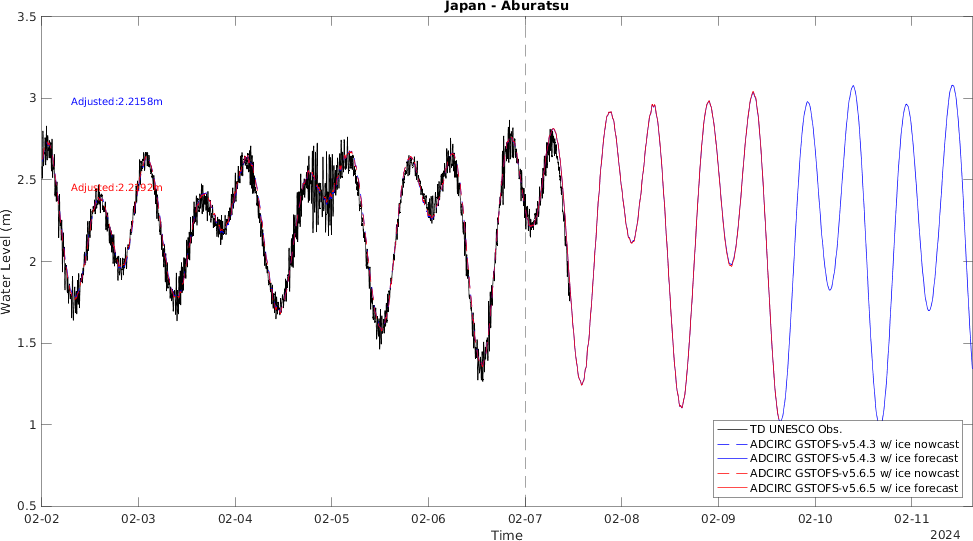 Japan - Aburatsu
3.5
3
2.5
2
1.5
1
0.5
Water Level (m)
Adjusted:2.2158m
Adjusted:2.2192m
TD UNESCO Obs.
ADCIRC GSTOFS-v5.4.3 w/ ice nowcast
ADCIRC GSTOFS-v5.4.3 w/ ice forecast
ADCIRC GSTOFS-v5.6.5 w/ ice nowcast
ADCIRC GSTOFS-v5.6.5 w/ ice forecast
02-02 02-03 02-04 02-05 02-06 02-07 02-08 02-09 02-10 02-11
Time
2024